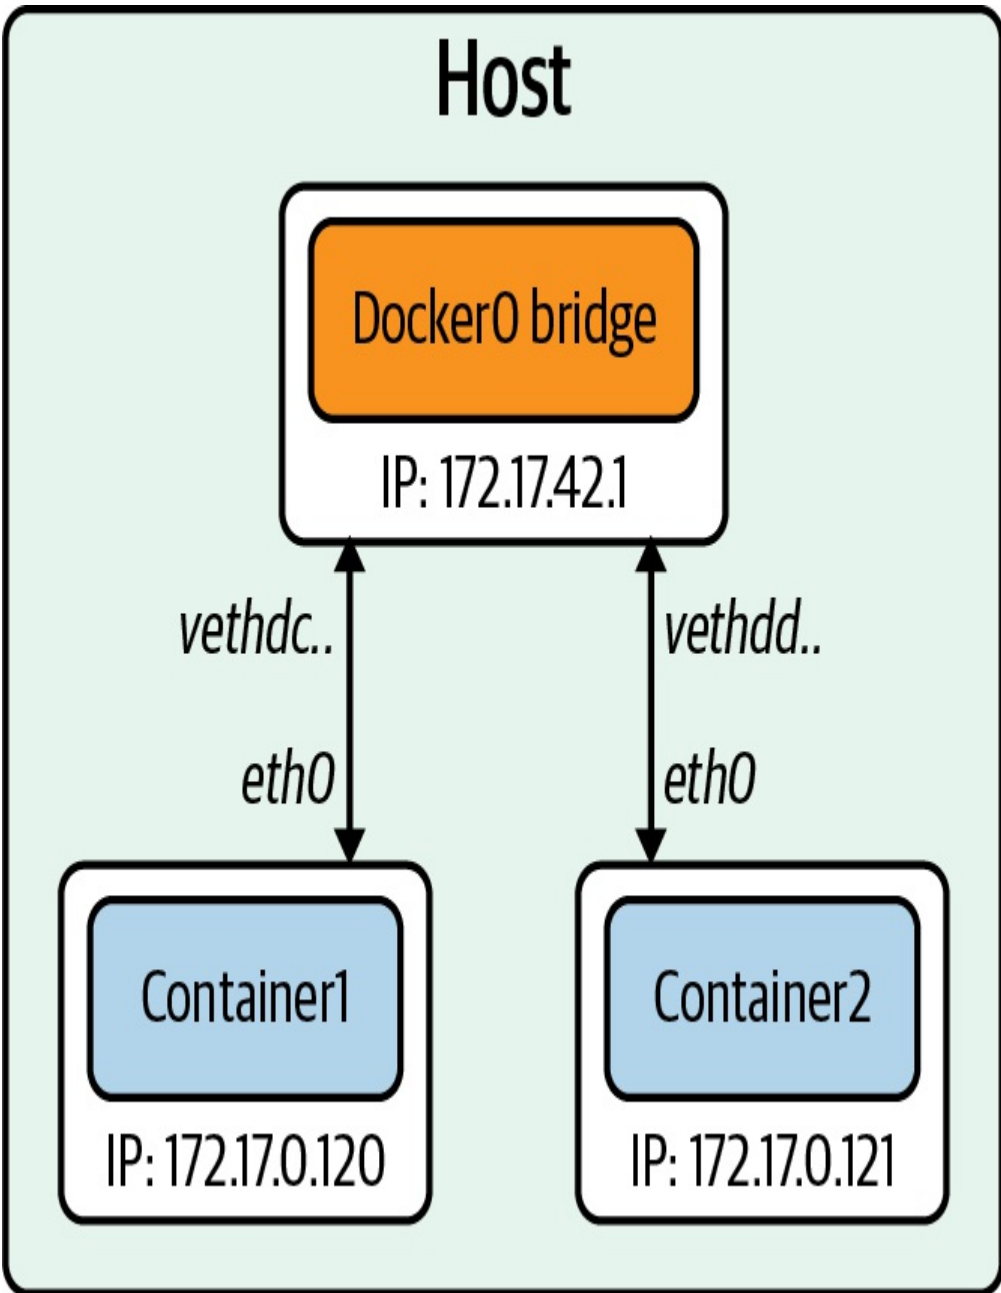 Host
Docker0 bridge
IP: 172.17.42.1
vethdc..
vethdd..
eth0
eth0
Container1
Container2
IP: 172.17.0.120
IP: 172.17.0.121